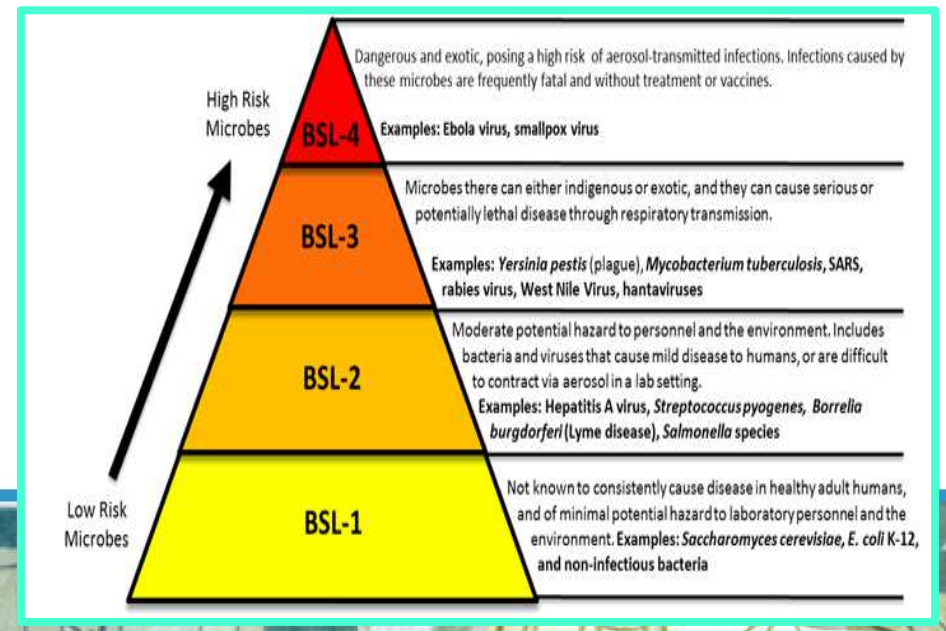 Dangerous and exotic, posing a high risk of aerosol-transmitted infections. Infections caused by
these microbes are frequently fatal and without treatment or vaccines.
High Risk
Microbes
BSL-4
Examples: Ebola virus, smallpox virus
Microbes there can either indigenous or exotic, and they can cause serious or
potentially lethal disease through respiratory transmission.
BSL-3
Examples: Yersinia pestis (plague), Mycobacterium tuberculosis, SARS,
rabies virus, West Nile Virus, hantaviruses
Moderate potential hazard to personnel and the environment. Includes
bacteria and viruses that cause mild disease to humans, or are difficult
to contract via aerosol in a lab setting.
BSL-2
Examples: Hepatitis A virus, Streptococcus pyogenes, Borrelia
burgdorferi (Lyme disease), Salmonella species
Low Risk
Microbes
BSL-1
Not known to consistently cause disease in healthy adult humans,
and of minimal potential hazard to laboratory personnel and the
environment. Examples: Saccharomyces cerevisiae, E. coli K-12,
and non-infectious bacteria